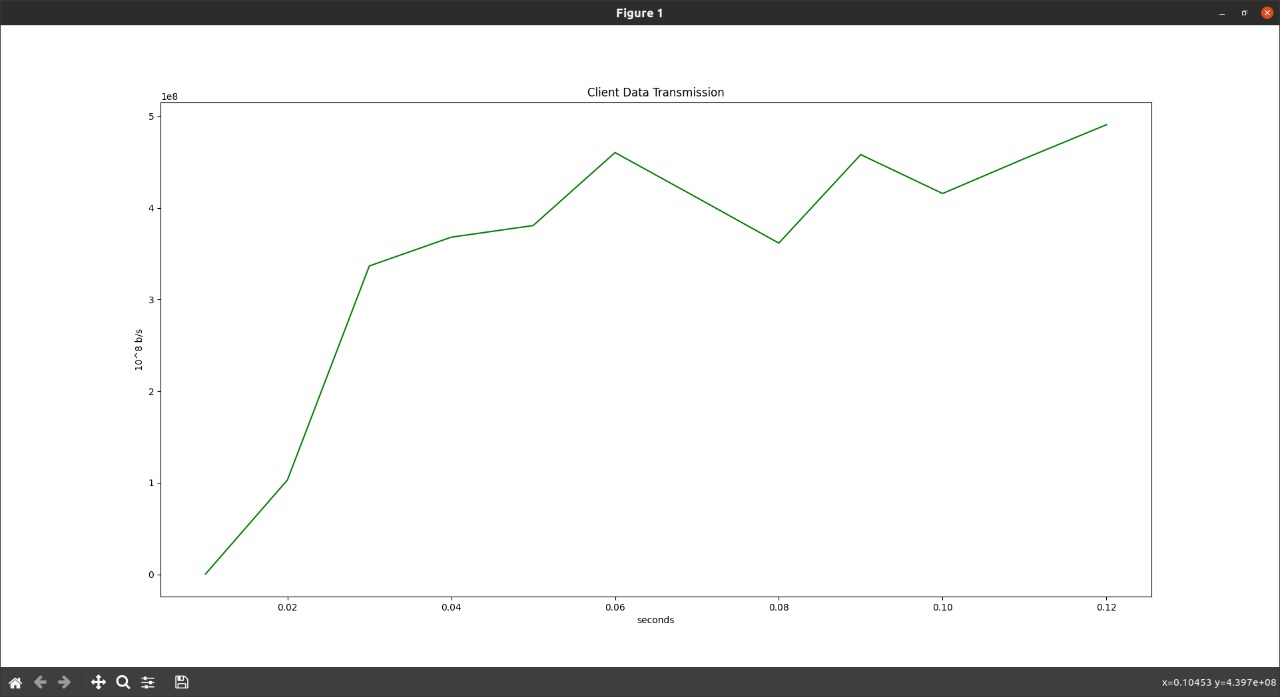 Figure 1
Client Data Transmission
1e8
5
4
3
2
1
0
10^8 b/s
0.02 0.04 0.06 0.08 0.10 0.12
seconds
x=0.10453 y=4.397e+08